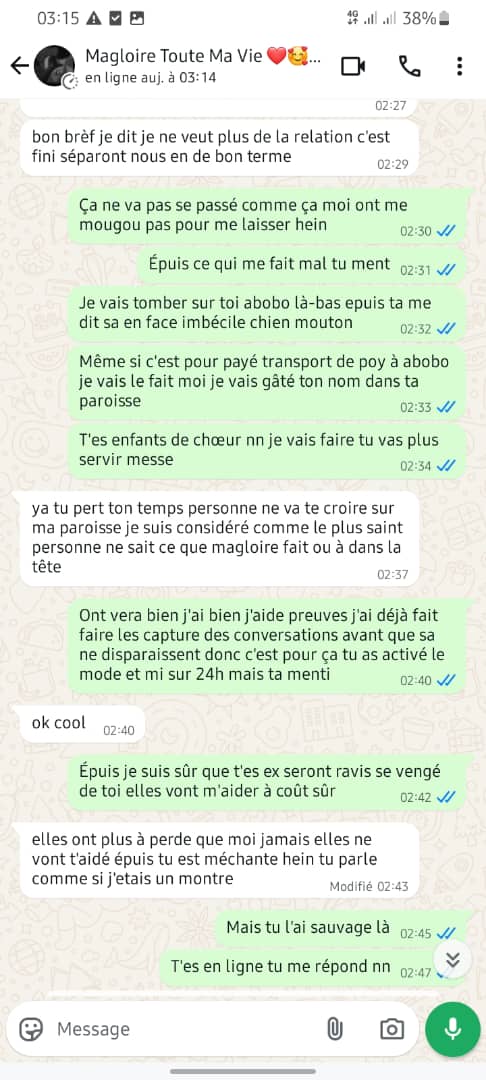 03:15 4G 38%
Magloire Toute Ma Vie ❤️🥰...
en ligne auj. à 03:14
02:27
bon brèf je dit je ne veut plus de la relation c'est
fini séparont nous en de bon terme
02:29
Ça ne va pas se passé comme ça moi ont me
mougou pas pour me laisser hein
02:30
Épuis ce qui me fait mal tu ment 02:31
Je vais tomber sur toi abobo là-bas epuis ta me
dit sa en face imbécile chien mouton
02:32
Même si c'est pour payé transport de poy à abobo
je vais le fait moi je vais gâté ton nom dans ta
paroisse
02:33
T'es enfants de chœur nn je vais faire tu vas plus
servir messe
02:34
ya tu pert ton temps personne ne va te croire sur
ma paroisse je suis considéré comme le plus saint
personne ne sait ce que magloire fait ou à dans la
tête
02:37
Ont vera bien j'ai bien j'aide preuves j'ai déjà fait
faire les capture des conversations avant que sa
ne disparaissent donc c'est pour ça tu as activé le
mode et mi sur 24h mais ta menti
02:40
ok cool 02:40
Épuis je suis sûr que t'es ex seront ravis se vengé
de toi elles vont m'aider à coût sûr
02:42
elles ont plus à perde que moi jamais elles ne
vont t'aidé épuis tu est méchante hein tu parle
comme si j'etais un montre
Modifié 02:43
Mais tu l'ai sauvage là 02:45
T'es en ligne tu me répond nn 02:47
Message